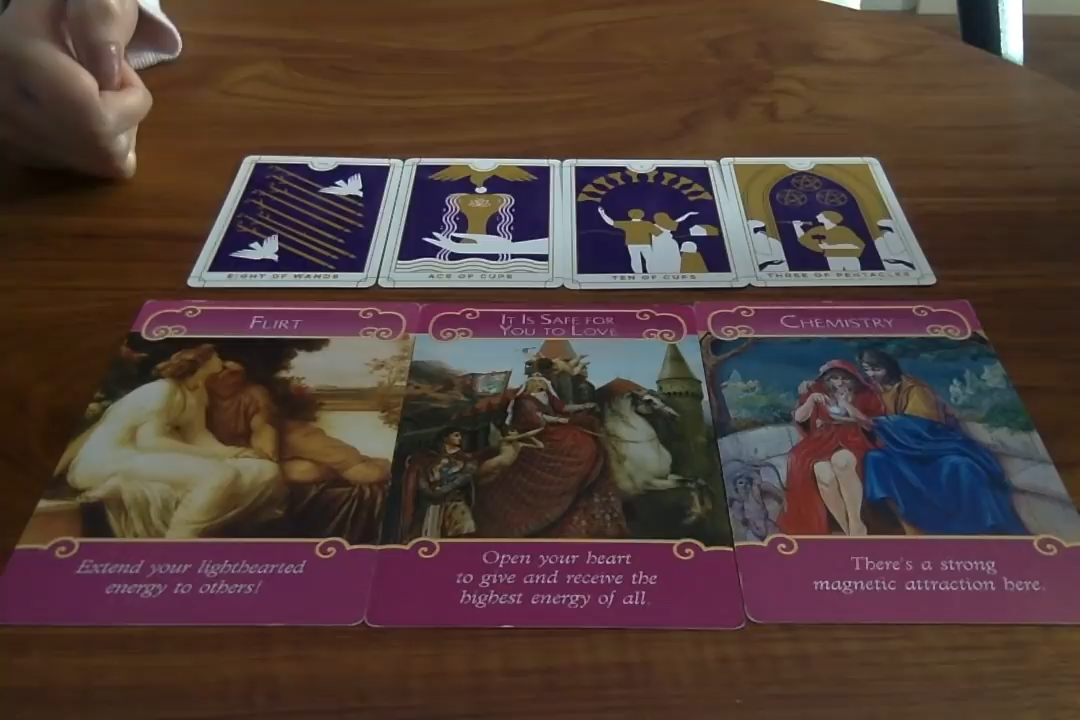 EIGHT OF WANDS
ACE OF CUPS
TEN OF CUPS
THREE OF PENTACLES
FLIRT
IT IS SAFE FOR
YOU TO LOVE
CHEMISTRY
Extend your lighthearted
energy to others!
Open your heart
to give and receive the
highest energy of all.
There's a strong
magnetic attraction here.